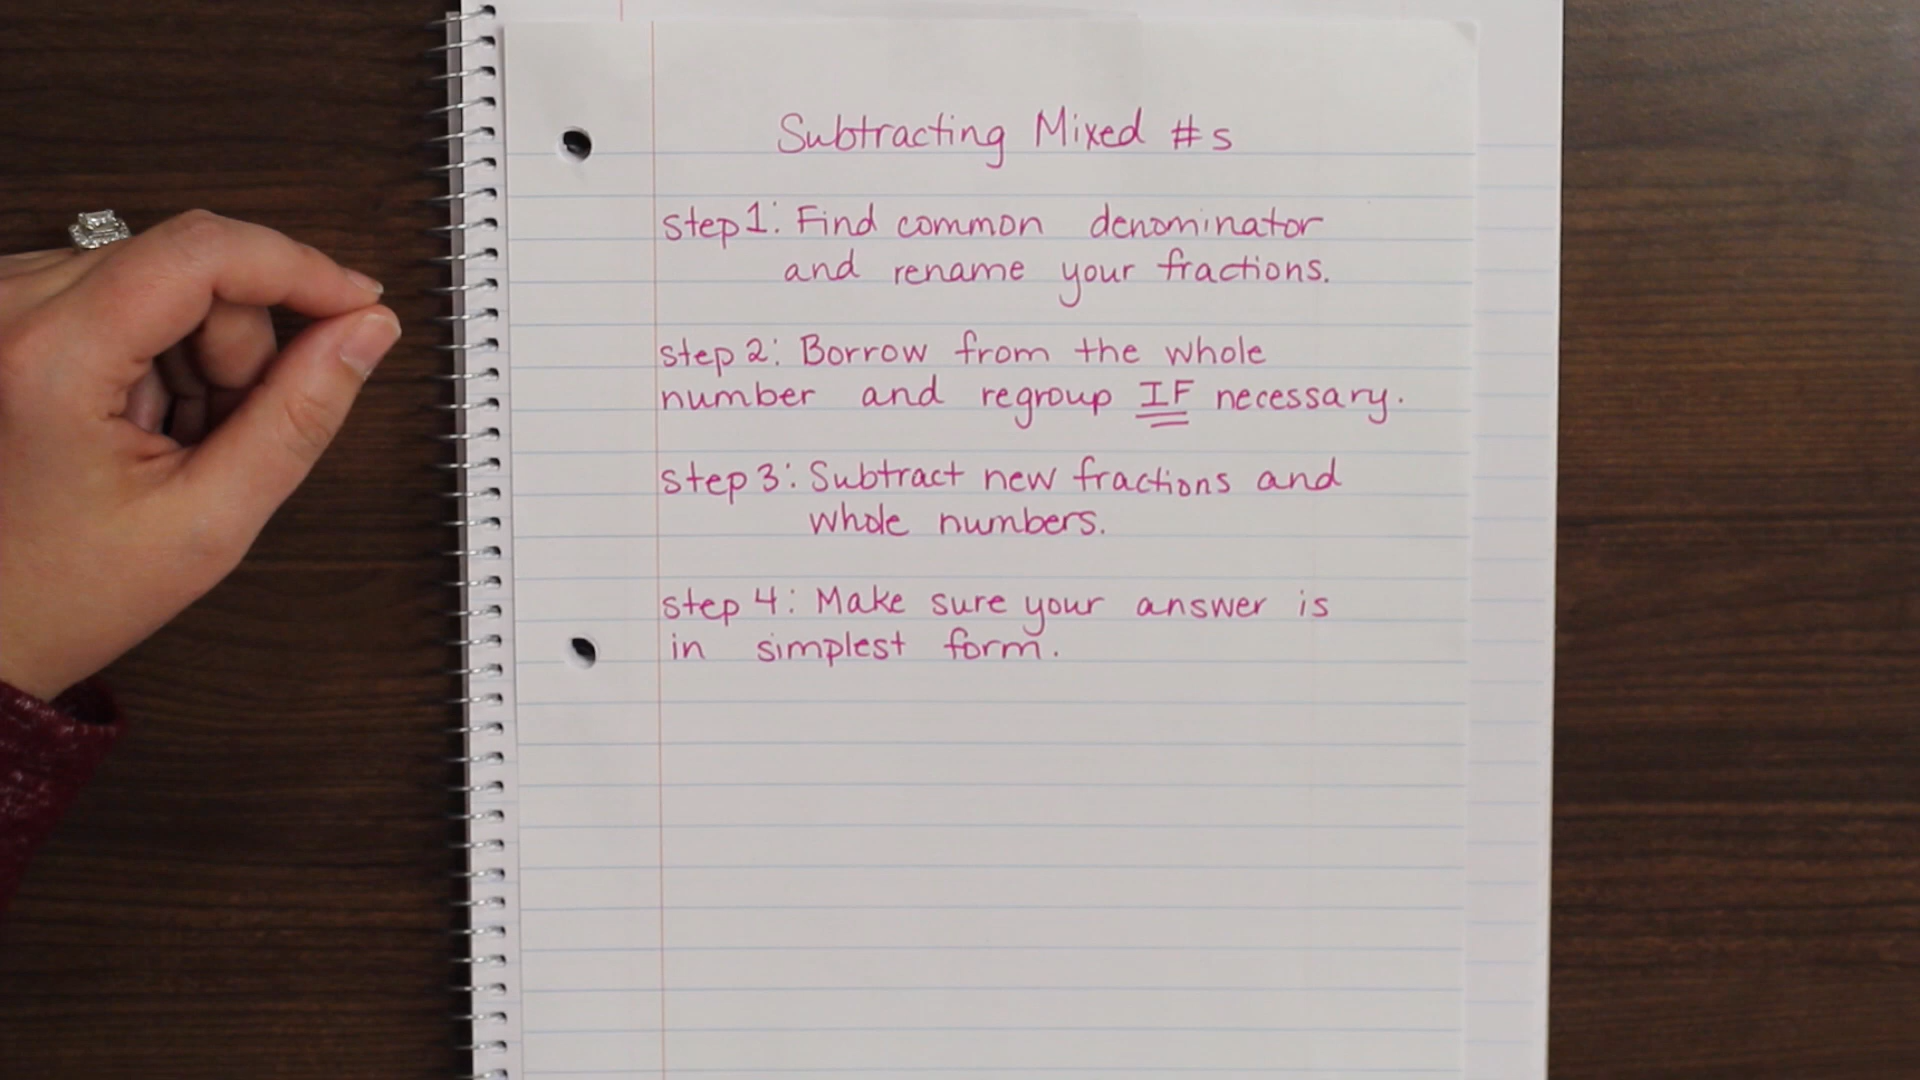 Subtracting Mixed #s
step 1: Find common denominator
and rename your fractions.
step 2: Borrow from the whole
number and regroup IF necessary.
step 3: Subtract new fractions and
whole numbers.
step 4: Make sure your answer is
in simplest form.